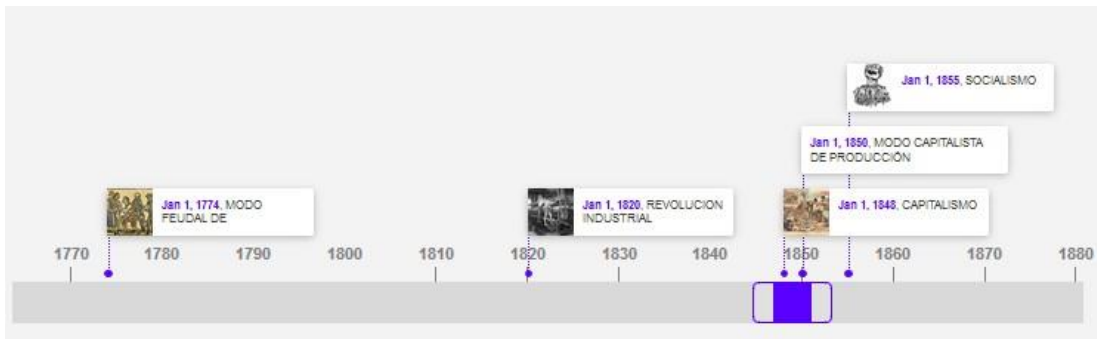 Jan 1, 1855, SOCIALISMO
Jan 1, 1850, MODO CAPITALISTA
DE PRODUCCIÓN
Jan 1, 1774, MODO
FEUDAL DE
Jan 1, 1820, REVOLUCION
INDUSTRIAL
Jan 1, 1848, CAPITALISMO
1770 1780 1790 1800 1810 1820 1830 1840 1850 1860 1870 1880